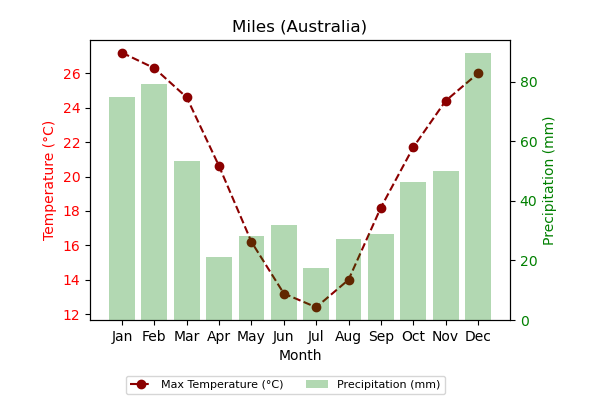 Miles (Australia)
Temperature (°C)
26
24
22
20
18
16
14
12
80
60
40
20
0
Precipitation (mm)
Jan Feb Mar Apr May Jun Jul Aug Sep Oct Nov Dec
Month
Max Temperature (°C) Precipitation (mm)